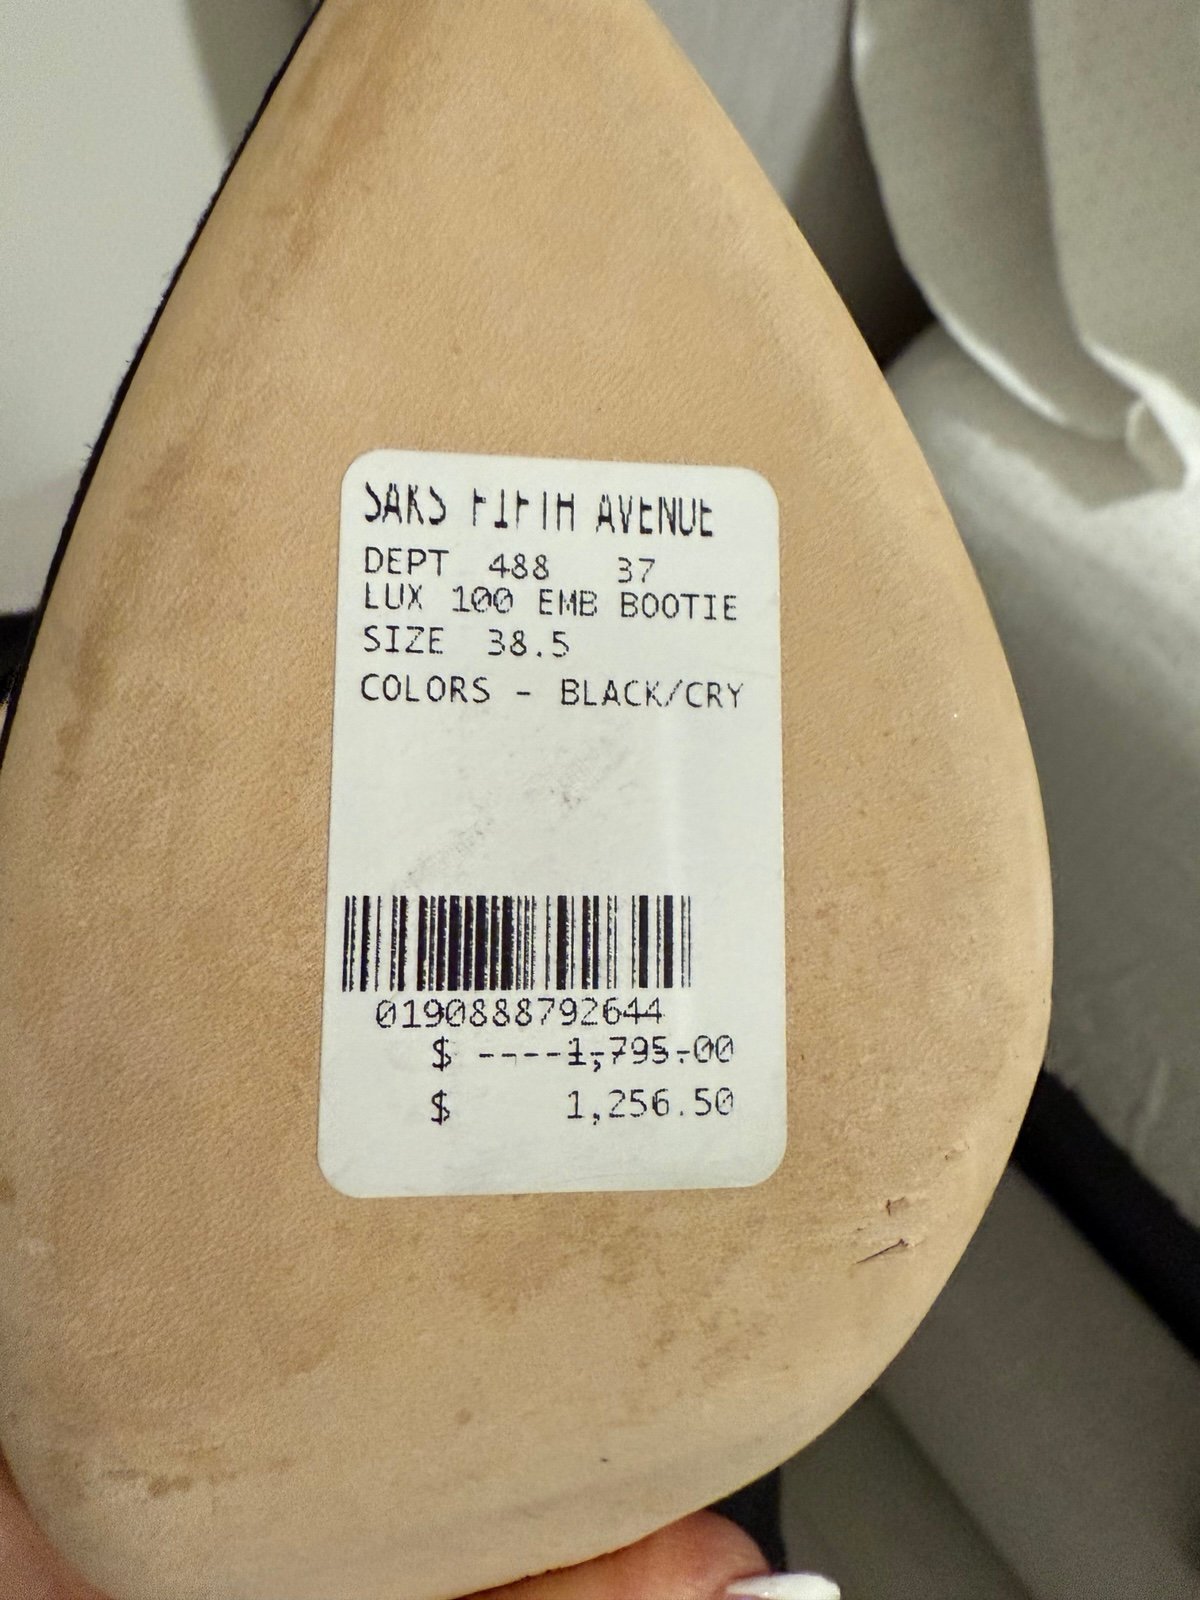 SAKS FIFTH AVENUE
DEPT 488 37
LUX 100 EMB BOOTIE
SIZE 38.5
COLORS - BLACK/CRY
0190888792644
$ ----1,795.00
$ 1,256.50